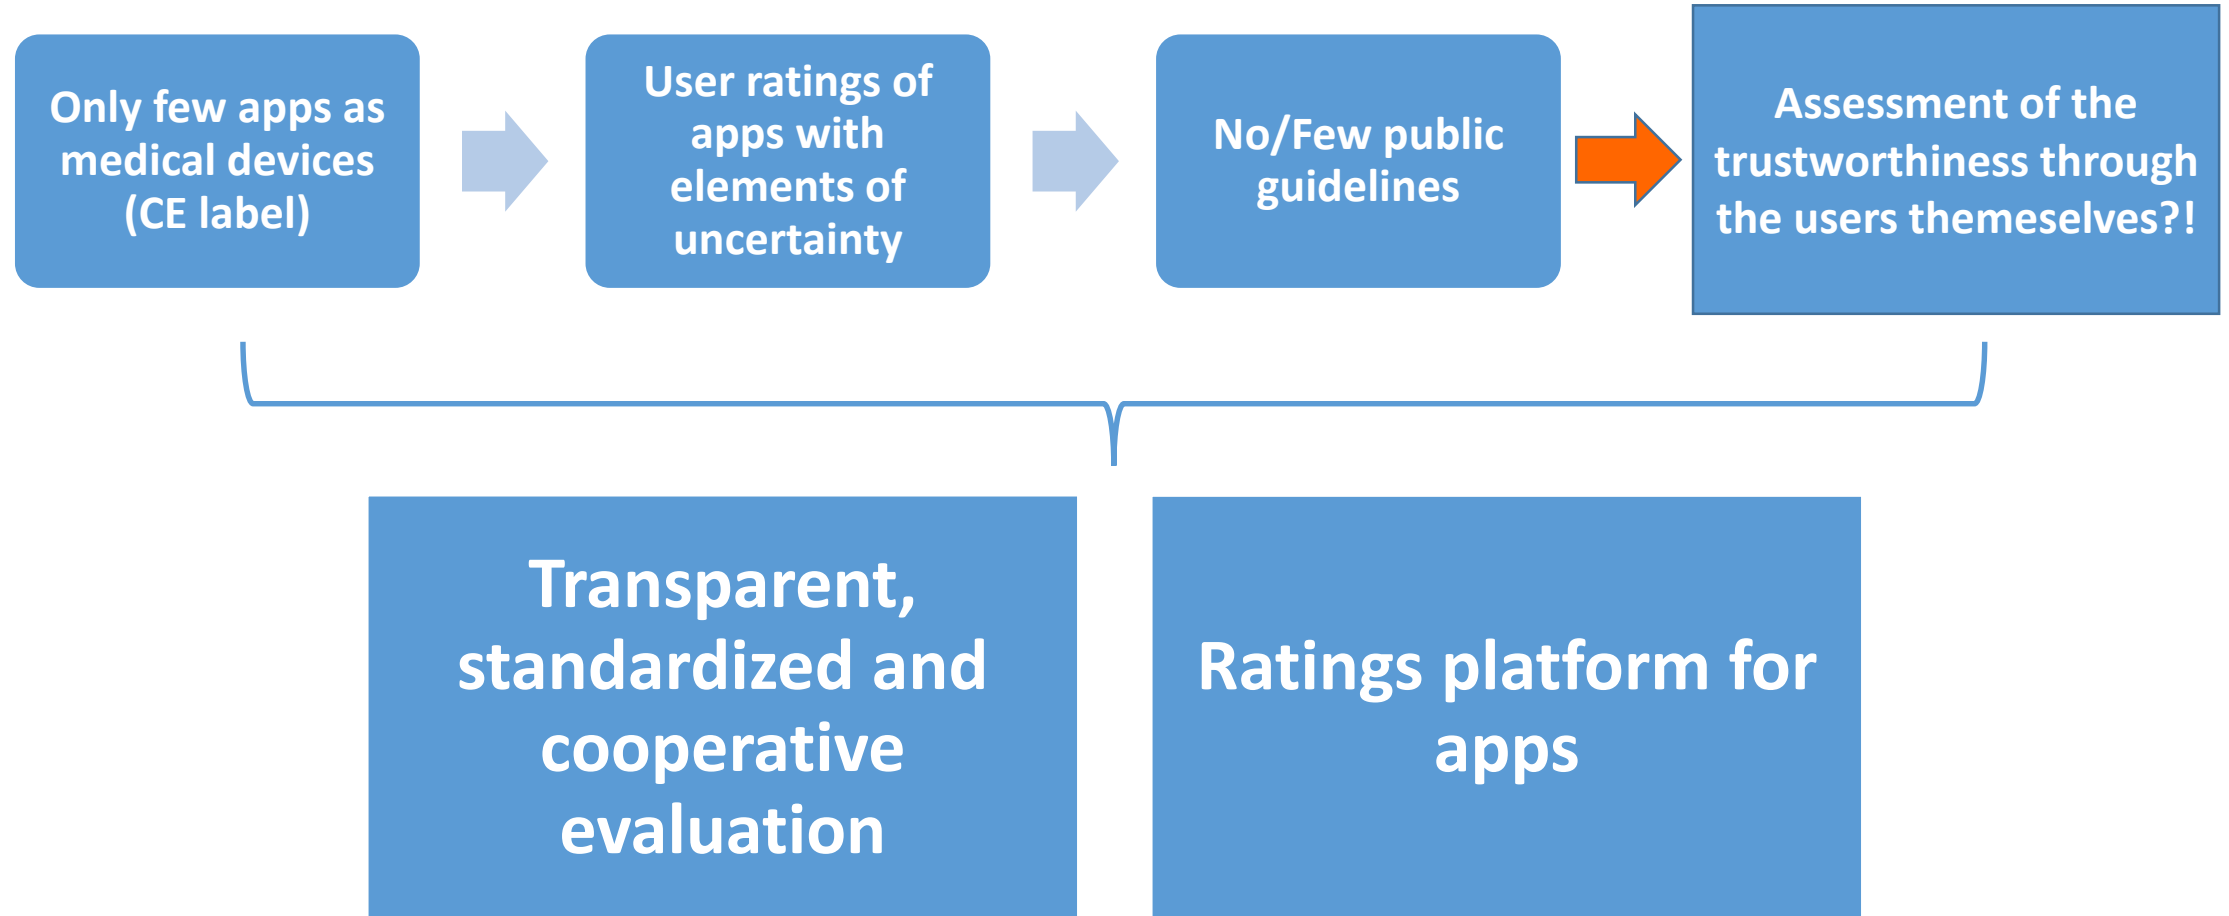 Only few apps as
medical devices
(CE label)
User ratings of
apps with
elements of
uncertainty
No/Few public
guidelines
Assessment of the
trustworthiness through
the users themeselves?!
Transparent,
standardized and
cooperative
evaluation
Ratings platform for
apps